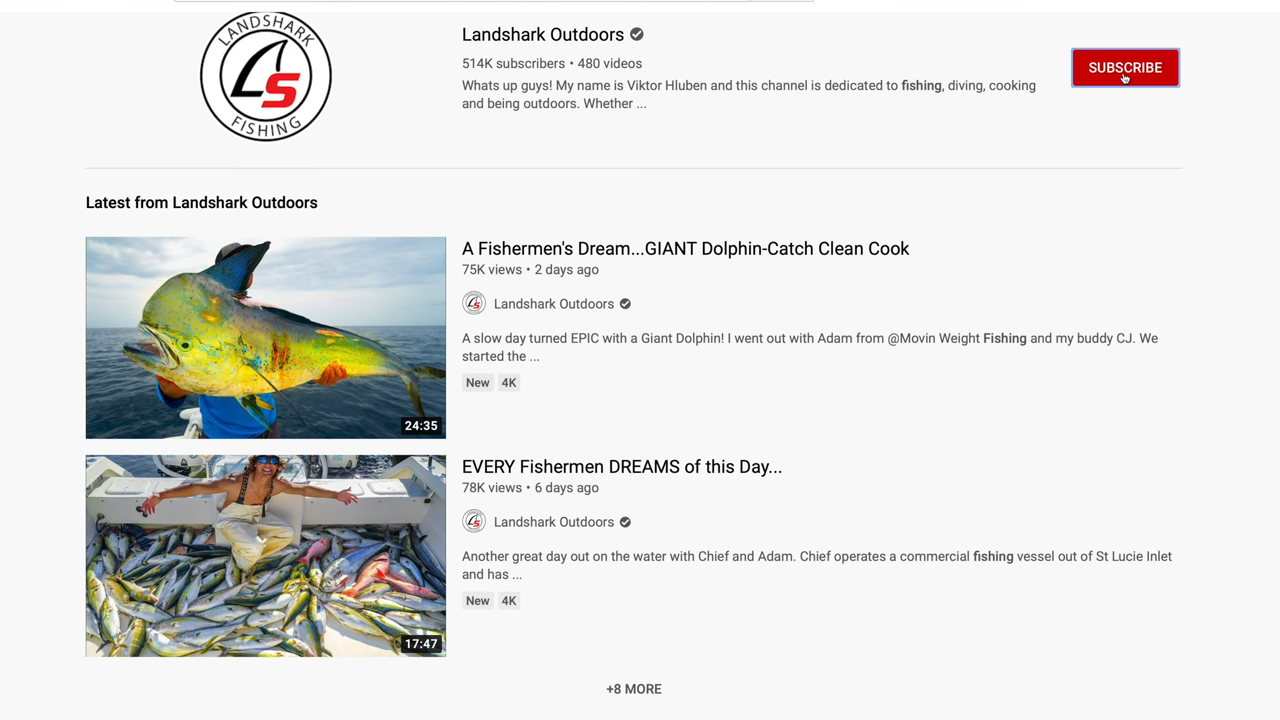 LANDSHARK
LS
FISHING
Landshark Outdoors
514K subscribers • 480 videos
Whats up guys! My name is Viktor Hluben and this channel is dedicated to fishing, diving, cooking
and being outdoors. Whether ...
SUBSCRIBE
Latest from Landshark Outdoors
24:35
A Fishermen's Dream...GIANT Dolphin-Catch Clean Cook
75K views • 2 days ago
Landshark Outdoors
A slow day turned EPIC with a Giant Dolphin! I went out with Adam from @Movin Weight Fishing and my buddy CJ. We
started the ...
New 4K
17:47
EVERY Fishermen DREAMS of this Day...
78K views • 6 days ago
Landshark Outdoors
Another great day out on the water with Chief and Adam. Chief operates a commercial fishing vessel out of St Lucie Inlet
and has ...
New 4K
+8 MORE